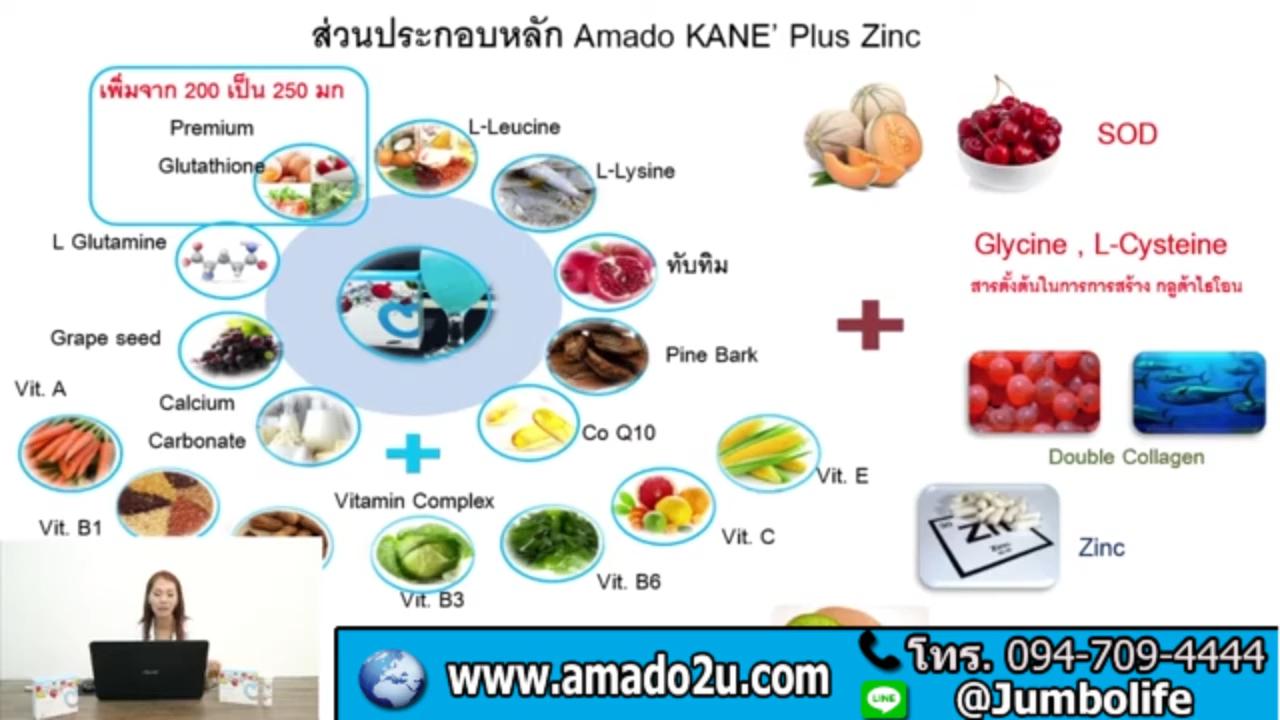 ส่วนประกอบหลัก Amado KANE’ Plus Zinc
เพิ่มจาก 200 เป็น 250 มก
Premium
Glutathione
L-Leucine
L-Lysine
L Glutamine
ทับทิม
Grape seed
Pine Bark
Vit. A
Calcium
Carbonate
Co Q10
Vit. E
Vitamin Complex
Vit. B1
Vit. C
Vit. B6
Vit. B3
SOD
Glycine , L-Cysteine
สารตั้งต้นในการการสร้าง กลูต้าไธโอน
Double Collagen
Zinc
www.amado2u.com
โทร. 094-709-4444
LINE
@Jumbolife